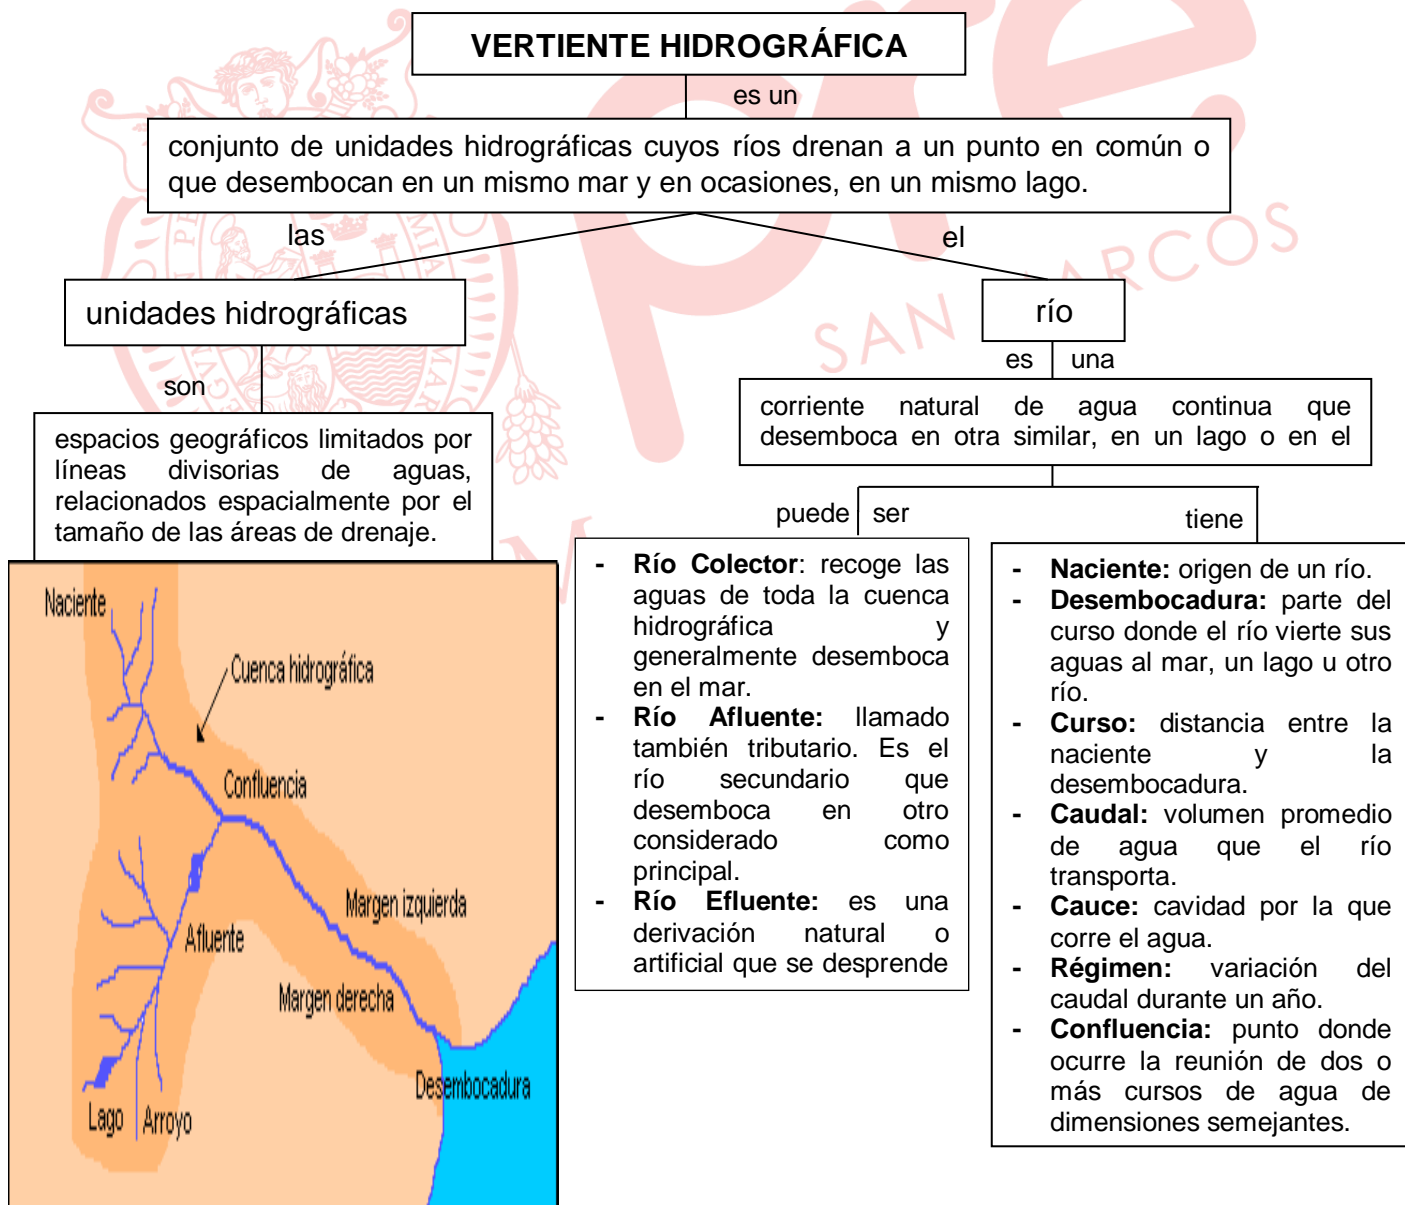 VERTIENTE HIDROGRÁFICA
es un
conjunto de unidades hidrográficas cuyos ríos drenan a un punto en común o
que desembocan en un mismo mar y en ocasiones, en un mismo lago.
las
el
unidades hidrográficas
río
son
es una
espacios geográficos limitados por
líneas divisorias de aguas,
relacionados espacialmente por el
tamaño de las áreas de drenaje.
corriente natural de agua continua que
desemboca en otra similar, en un lago o en el
puede ser
tiene
Naciente
Cuenca hidrográfica
Confluencia
Margen izquierda
Afluente
Margen derecha
Desembocadura
Lago
Arroyo
- Río Colector: recoge las
aguas de toda la cuenca
hidrográfica y
generalmente desemboca
en el mar.
- Río Afluente: llamado
también tributario. Es el
río secundario que
desemboca en otro
considerado como
principal.
- Río Efluente: es una
derivación natural o
artificial que se desprende
- Naciente: origen de un río.
- Desembocadura: parte del
curso donde el río vierte sus
aguas al mar, un lago u otro
río.
- Curso: distancia entre la
naciente y la
desembocadura.
- Caudal: volumen promedio
de agua que el río
transporta.
- Cauce: cavidad por la que
corre el agua.
- Régimen: variación del
caudal durante un año.
- Confluencia: punto donde
ocurre la reunión de dos o
más cursos de agua de
dimensiones semejantes.
pre
SAN MARCOS